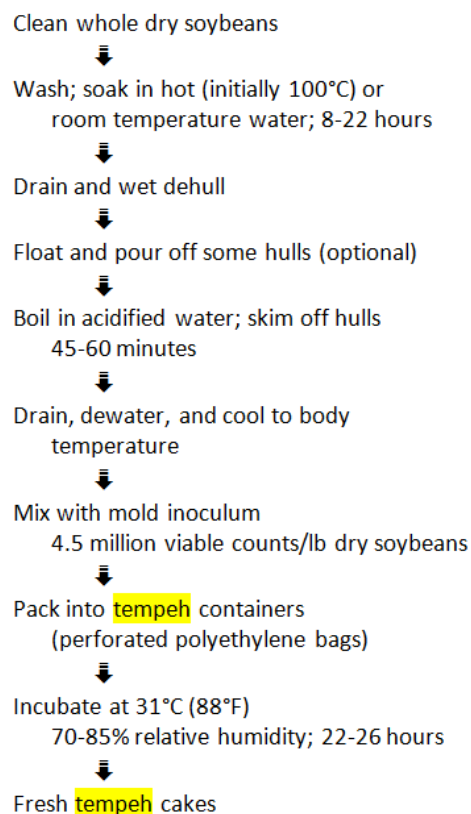 Clean whole dry soybeans
Wash; soak in hot (initially 100°C) or
room temperature water; 8-22 hours
Drain and wet dehull
Float and pour off some hulls (optional)
Boil in acidified water; skim off hulls
45-60 minutes
Drain, dewater, and cool to body
temperature
Mix with mold inoculum
4.5 million viable counts/lb dry soybeans
Pack into tempeh containers
(perforated polyethylene bags)
Incubate at 31°C (88°F)
70-85% relative humidity; 22-26 hours
Fresh tempeh cakes